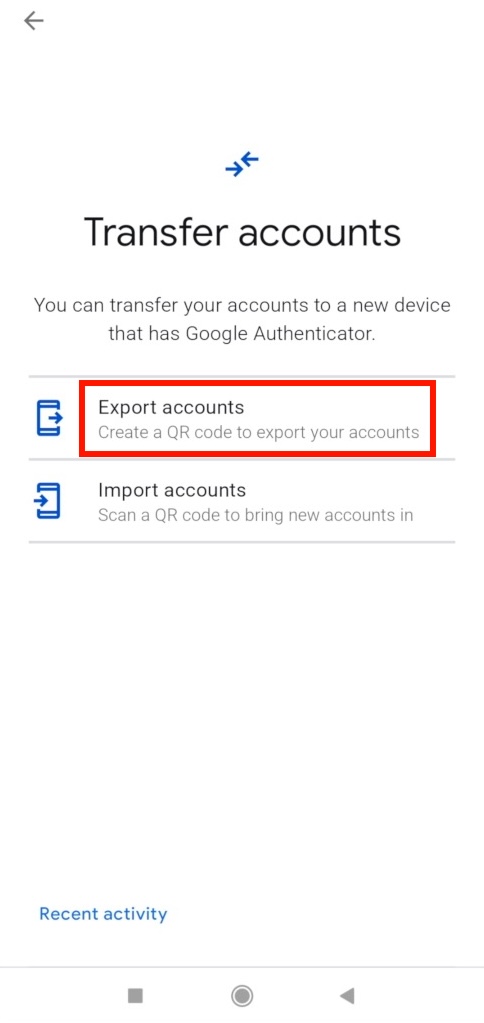 Transfer accounts
You can transfer your accounts to a new device
that has Google Authenticator.
Export accounts
Create a QR code to export your accounts
Import accounts
Scan a QR code to bring new accounts in
Recent activity